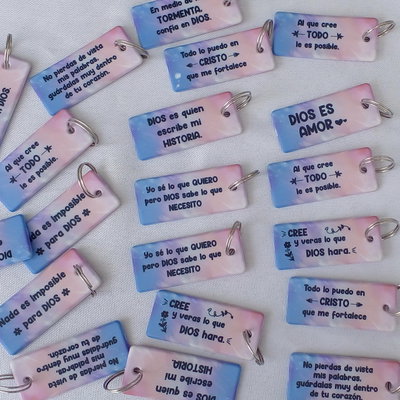 DIOS.
No pierdas de vista
mis palabras,
guárdalas muy dentro
de tu corazón.
En medio de la
TORMENTA,
confía en DIOS.
Todo lo puedo en
CRISTO
que me fortalece
Al que cree
TODO
le es posible.
Al que cree
TODO
le es posible.
DIOS es quien
escribe mi
HISTORIA.
DIOS ES
AMOR
Nada es imposible
para DIOS
Yo sé lo que QUIERO
pero DIOS sabe lo que
NECESITO
Al que cree
TODO
le es posible.
DIOS
Yo sé lo que QUIERO
pero DIOS sabe lo que
NECESITO
CREE
y veras lo que
DIOS hara.
Nada es imposible
para DIOS
CREE
y veras lo que
DIOS hara.
Todo lo puedo en
CRISTO
que me fortalece
No pierdas de vista
mis palabras,
guárdalas muy dentro
de tu corazón.
DIOS es quien
escribe mi
HISTORIA.
No pierdas de vista
mis palabras,
guárdalas muy dentro
de tu corazón.